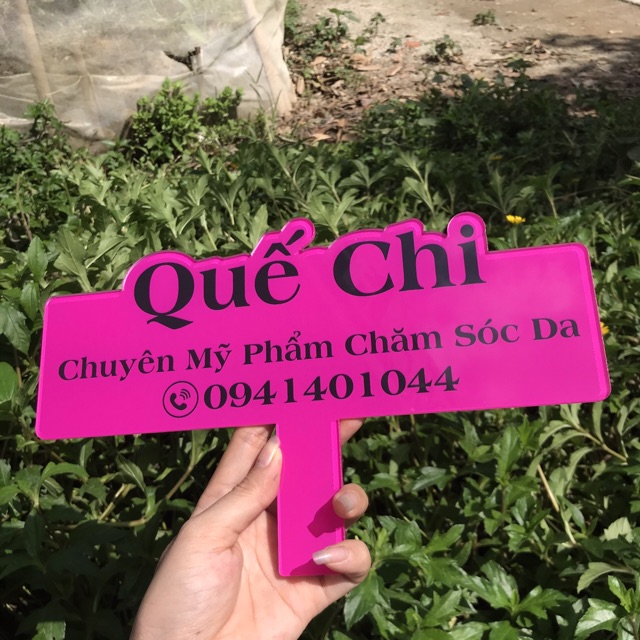 Quế Chi
Chuyên Mỹ Phẩm Chăm Sóc Da
0941401044